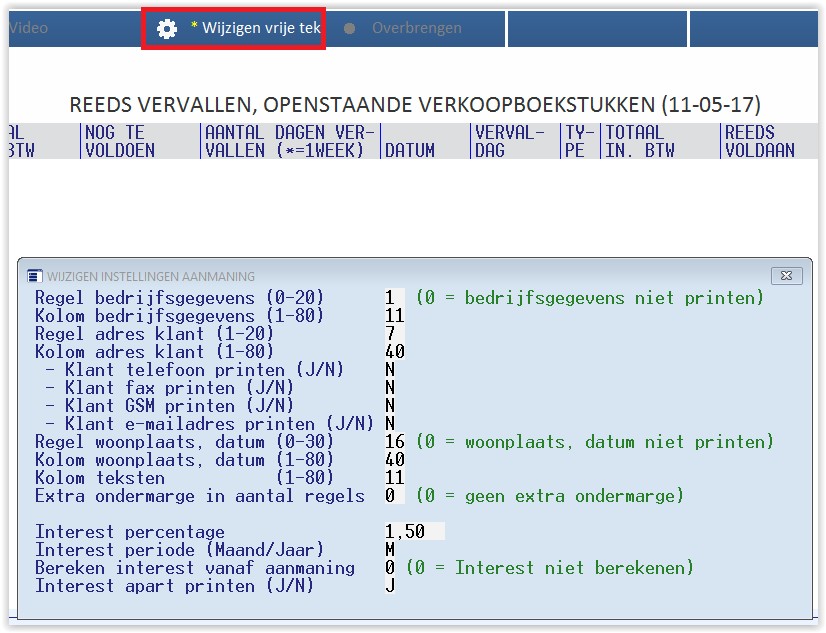 Video * Wijzigen vrije tek Overbrengen
REEDS VERVALLEN, OPENSTAANDE VERKOOPBOEKSTUKKEN (11-05-17)
AL NOG TE AANTAL DAGEN VER- VERVAL- TY- TOTAAL REEDS
BTW VOLDOEN VALLEN (*=1WEEK) DATUM DAG PE IN. BTW VOLDAAN
WIJZIGEN INSTELLINGEN AANMANING
Regel bedrijfsgegevens (0-20) 1 (0 = bedrijfsgegevens niet printen)
Kolom bedrijfsgegevens (1-80) 11
Regel adres klant (1-20) 7
Kolom adres klant (1-80) 40
- Klant telefoon printen (J/N) N
- Klant fax printen (J/N) N
- Klant GSM printen (J/N) N
- Klant e-mailadres printen (J/N) N
Regel woonplaats, datum (0-30) 16 (0 = woonplaats, datum niet printen)
Kolom woonplaats, datum (1-80) 40
Kolom teksten (1-80) 11
Extra ondermarge in aantal regels 0 (0 = geen extra ondermarge)
Interest percentage 1,50
Interest periode (Maand/Jaar) M
Bereken interest vanaf aanmaning 0 (0 = Interest niet berekenen)
Interest apart printen (J/N) J